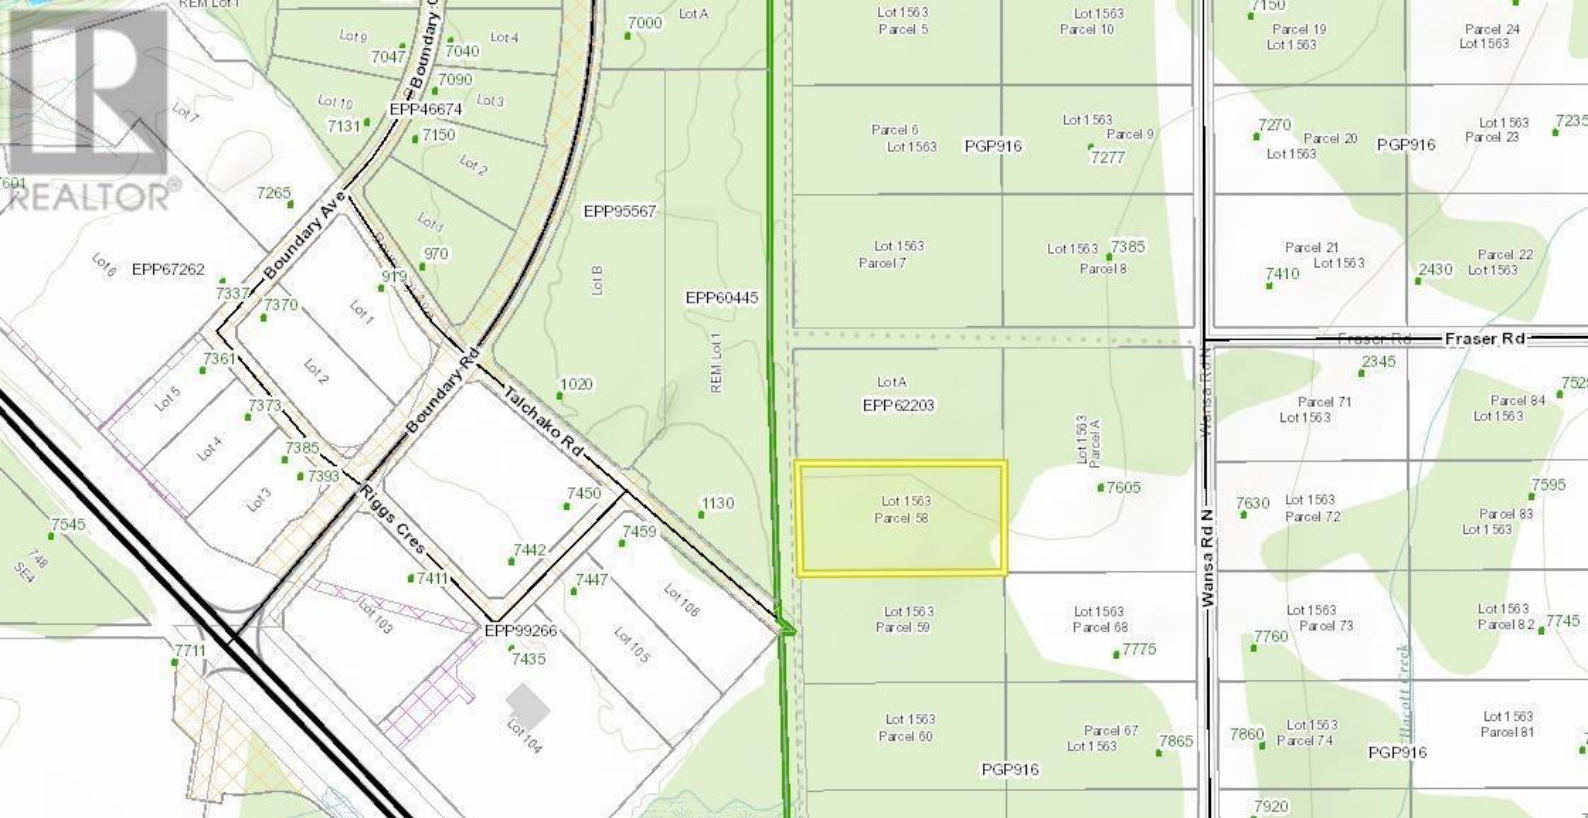 REM Lot 1
Lot 9
7047
Boundary C
7040
Lot 4
7000
Lot A
Lot 1563
Parcel 5
Lot 1563
Parcel 10
7150
Parcel 19
Lot 1563
Parcel 24
Lot 1563
7090
Lot 10
Lot 3
EPP46674
Lot 7
7131
7150
Lot 2
Parcel 6
Lot 1563
PGP916
Lot 1563
Parcel 9
7277
7270
Parcel 20
Lot 1563
PGP916
Lot 1563
Parcel 23
7235
REALTOR®
7601
7265
Boundary Ave
Lot 1
EPP95567
Lot 6
EPP67262
970
919
Lot B
EPP60445
Lot 1563
Parcel 7
Lot 1563
7385
Parcel 8
Parcel 21
Lot 1563
7410
2430
Parcel 22
Lot 1563
7337
7370
Lot 1
REM Lot 1
Fraser Rd
Fraser Rd
Wansa Rd N
7361
Lot 2
Boundary Rd
Talchako Rd
1020
Lot A
EPP62203
Lot 1563
Parcel A
2345
Parcel 71
Lot 1563
Parcel 84
Lot 1563
752
Lot 5
7373
Lot 4
7385
7393
Lot 3
Riggs Cres
7450
1130
7459
Lot 1563
Parcel 58
7605
7630
Lot 1563
Parcel 72
7595
Parcel 83
Lot 1563
Wansa Rd N
7545
748
SE4
7442
7411
7447
Lot 106
Lot 103
EPP99266
Lot 105
7435
7711
Lot 104
Lot 1563
Parcel 59
Lot 1563
Parcel 68
7775
Lot 1563
Parcel 73
7760
Lot 1563
Parcel 82
7745
Lot 1563
Parcel 60
Parcel 67
Lot 1563
7865
7860
Lot 1563
Parcel 74
Creek
Lot 1563
Parcel 81
PGP916
PGP916
7920